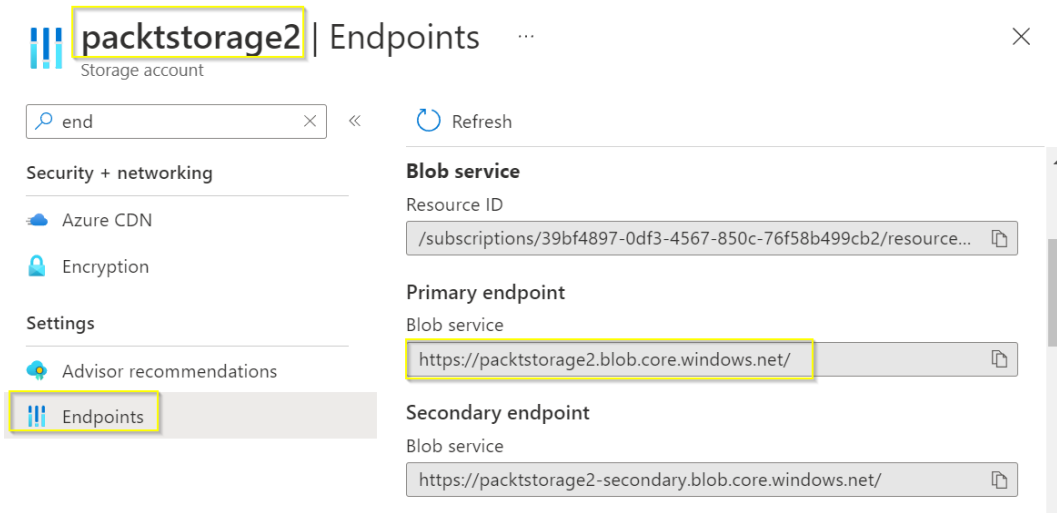 packtstorage2 | Endpoints ...
Storage account
end
Refresh
Security + networking
Azure CDN
Encryption
Settings
Advisor recommendations
Endpoints
Blob service
Resource ID
/subscriptions/39bf4897-0df3-4567-850c-76f58b499cb2/resource...
Primary endpoint
Blob service
https://packtstorage2.blob.core.windows.net/
Secondary endpoint
Blob service
https://packtstorage2-secondary.blob.core.windows.net/